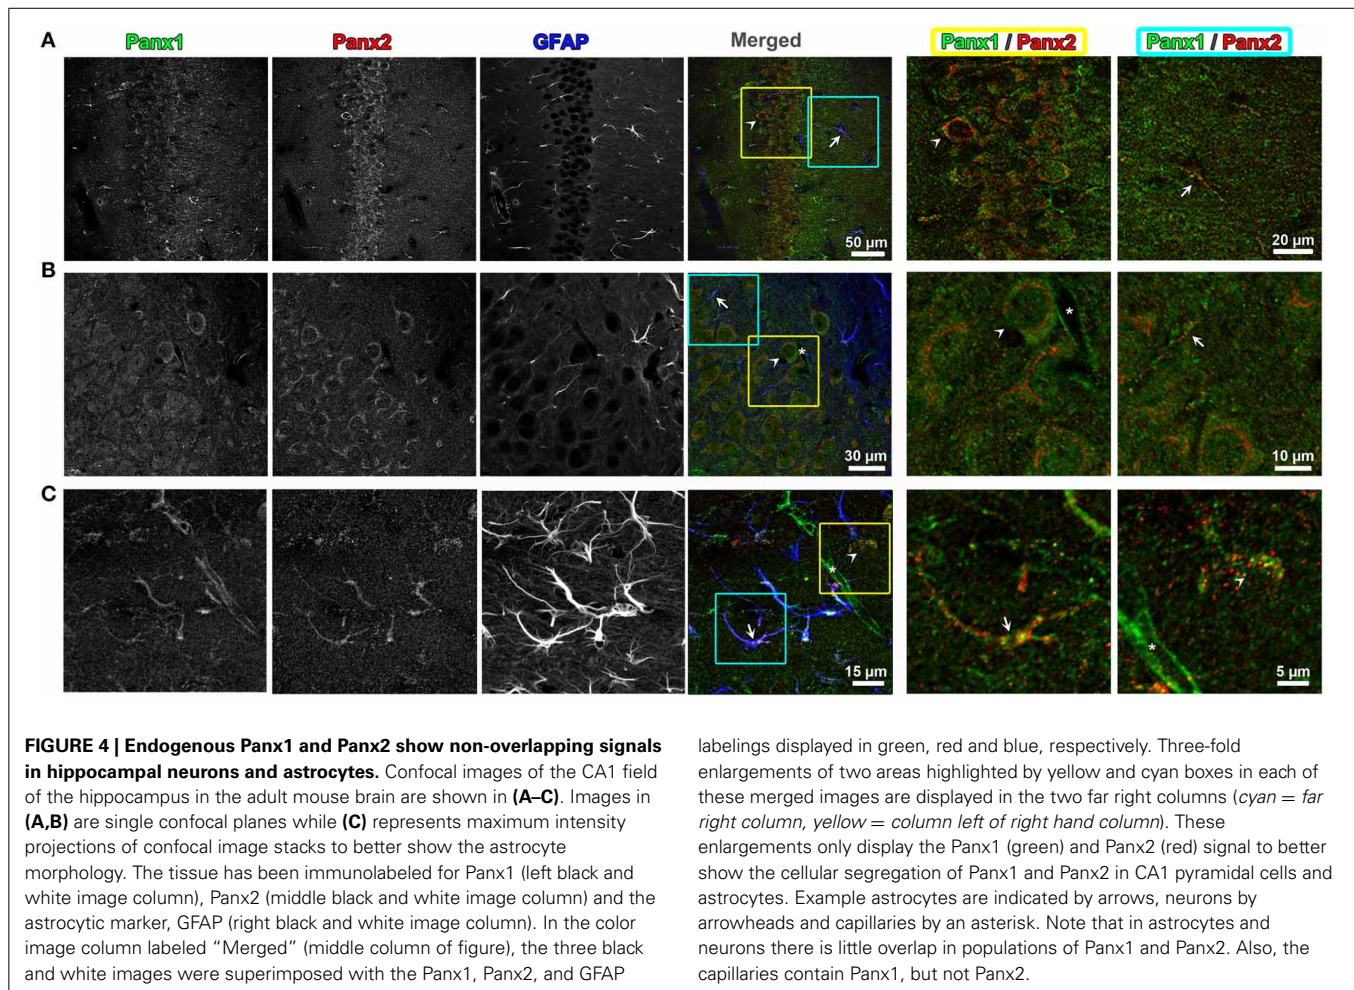 A
Panx1
Panx2
GFAP
Merged
Panx1 / Panx2
Panx1 / Panx2
50 µm
20 µm
B
*
*
30 µm
10 µm
C
*
*
15 µm
5 µm
FIGURE 4 | Endogenous Panx1 and Panx2 show non-overlapping signals
in hippocampal neurons and astrocytes. Confocal images of the CA1 field
of the hippocampus in the adult mouse brain are shown in (A–C). Images in
(A,B) are single confocal planes while (C) represents maximum intensity
projections of confocal image stacks to better show the astrocyte
morphology. The tissue has been immunolabeled for Panx1 (left black and
white image column), Panx2 (middle black and white image column) and the
astrocytic marker, GFAP (right black and white image column). In the color
image column labeled “Merged” (middle column of figure), the three black
and white images were superimposed with the Panx1, Panx2, and GFAP
labelings displayed in green, red and blue, respectively. Three-fold
enlargements of two areas highlighted by yellow and cyan boxes in each of
these merged images are displayed in the two far right columns (cyan = far
right column, yellow = column left of right hand column). These
enlargements only display the Panx1 (green) and Panx2 (red) signal to better
show the cellular segregation of Panx1 and Panx2 in CA1 pyramidal cells and
astrocytes. Example astrocytes are indicated by arrows, neurons by
arrowheads and capillaries by an asterisk. Note that in astrocytes and
neurons there is little overlap in populations of Panx1 and Panx2. Also, the
capillaries contain Panx1, but not Panx2.